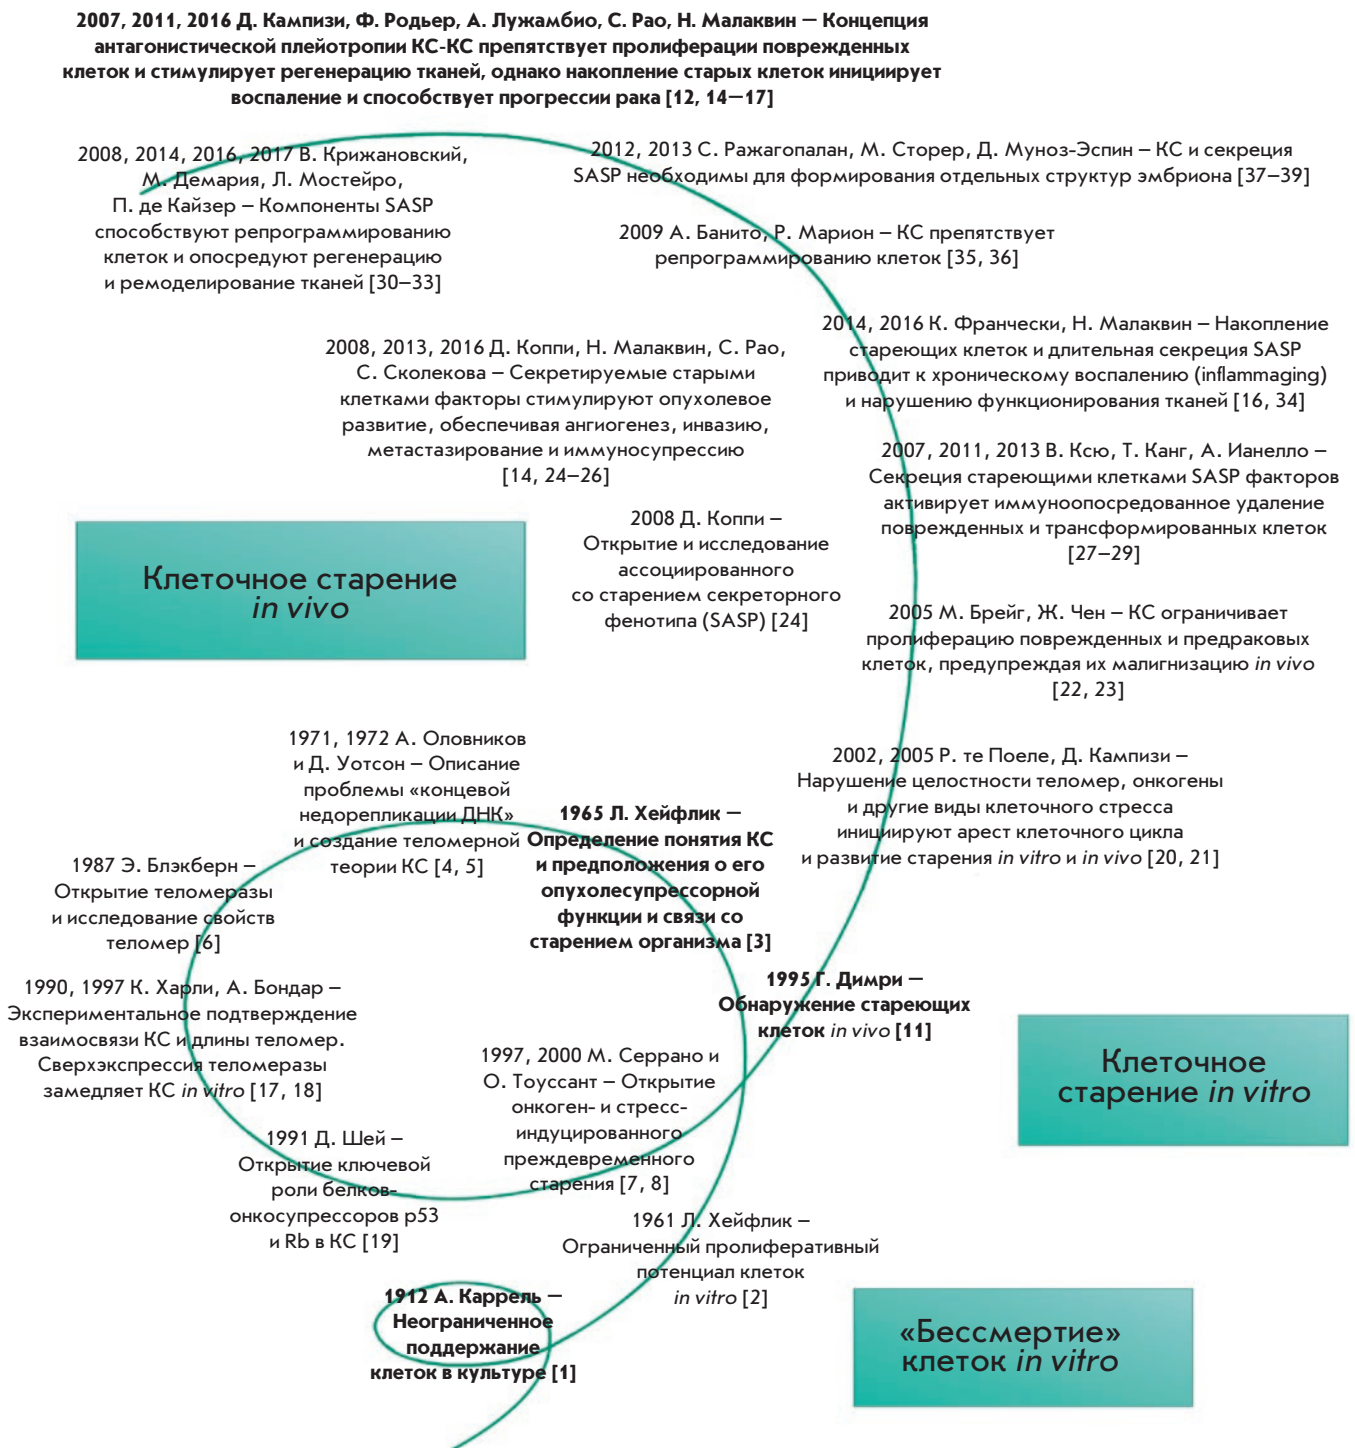 2007, 2011, 2016 Д. Кампизи, Ф. Родьер, А. Лужамбио, С. Рао, Н. Малаквин — Концепция
антагонистической плейотропии КС-КС препятствует пролиферации поврежденных
клеток и стимулирует регенерацию тканей, однако накопление старых клеток инициирует
воспаление и способствует прогрессии рака [12, 14—17]
2008, 2014, 2016, 2017 В. Крижановский,
М. Демария, Л. Мостейро,
П. де Кайзер – Компоненты SASP
способствуют репрограммированию
клеток и опосредуют регенерацию
и ремоделирование тканей [30–33]
2012, 2013 С. Ражагопалан, М. Сторер, Д. Муноз-Эспин – КС и секреция
SASP необходимы для формирования отдельных структур эмбриона [37–39]
2009 А. Банито, Р. Марион – КС препятствует
репрограммированию клеток [35, 36]
2014, 2016 К. Франчески, Н. Малаквин – Накопление
стареющих клеток и длительная секреция SASP
приводит к хроническому воспалению (inflammaging)
и нарушению функционирования тканей [16, 34]
2008, 2013, 2016 Д. Коппи, Н. Малаквин, С. Рао,
С. Сколекова – Секретируемые старыми
клетками факторы стимулируют опухолевое
развитие, обеспечивая ангиогенез, инвазию,
метастазирование и иммуносупрессию
[14, 24–26]
2007, 2011, 2013 В. Ксю, Т. Канг, А. Ианелло –
Секреция стареющими клетками SASP факторов
активирует иммуноопосредованное удаление
поврежденных и трансформированных клеток
[27–29]
2008 Д. Коппи –
Открытие и исследование
ассоциированного
со старением секреторного
фенотипа (SASP) [24]
Клеточное старение
in vivo
2005 М. Брейг, Ж. Чен – КС ограничивает
пролиферацию поврежденных и предраковых
клеток, предупреждая их малигнизацию in vivo
[22, 23]
1971, 1972 А. Оловников
и Д. Уотсон – Описание
проблемы «концевой
недорепликации ДНК»
и создание теломерной
теории КС [4, 5]
2002, 2005 Р. те Поеле, Д. Кампизи –
Нарушение целостности теломер, онкогены
и другие виды клеточного стресса
инициируют арест клеточного цикла
и развитие старения in vitro и in vivo [20, 21]
1965 Л. Хейфлик —
Определение понятия КС
и предположения о его
опухолесупрессорной
функции и связи со
старением организма [3]
1987 Э. Блэкберн –
Открытие теломеразы
и исследование свойств
теломер [6]
1990, 1997 К. Харли, А. Бондар –
Экспериментальное подтверждение
взаимосвязи КС и длины теломер.
Сверхэкспрессия теломеразы
замедляет КС in vitro [17, 18]
1995 Г. Димри —
Обнаружение стареющих
клеток in vivo [11]
Клеточное
старение in vitro
1997, 2000 М. Серрано и
О. Тоуссант – Открытие
онкоген- и стресс-
индуцированного
преждевременного
старения [7, 8]
1991 Д. Шей –
Открытие ключевой
роли белков-
онкосупрессоров p53
и Rb в КС [19]
1961 Л. Хейфлик –
Ограниченный пролиферативный
потенциал клеток
in vitro [2]
1912 А. Каррель —
Неограниченное
поддержание
клеток в культуре [1]
«Бессмертие»
клеток in vitro